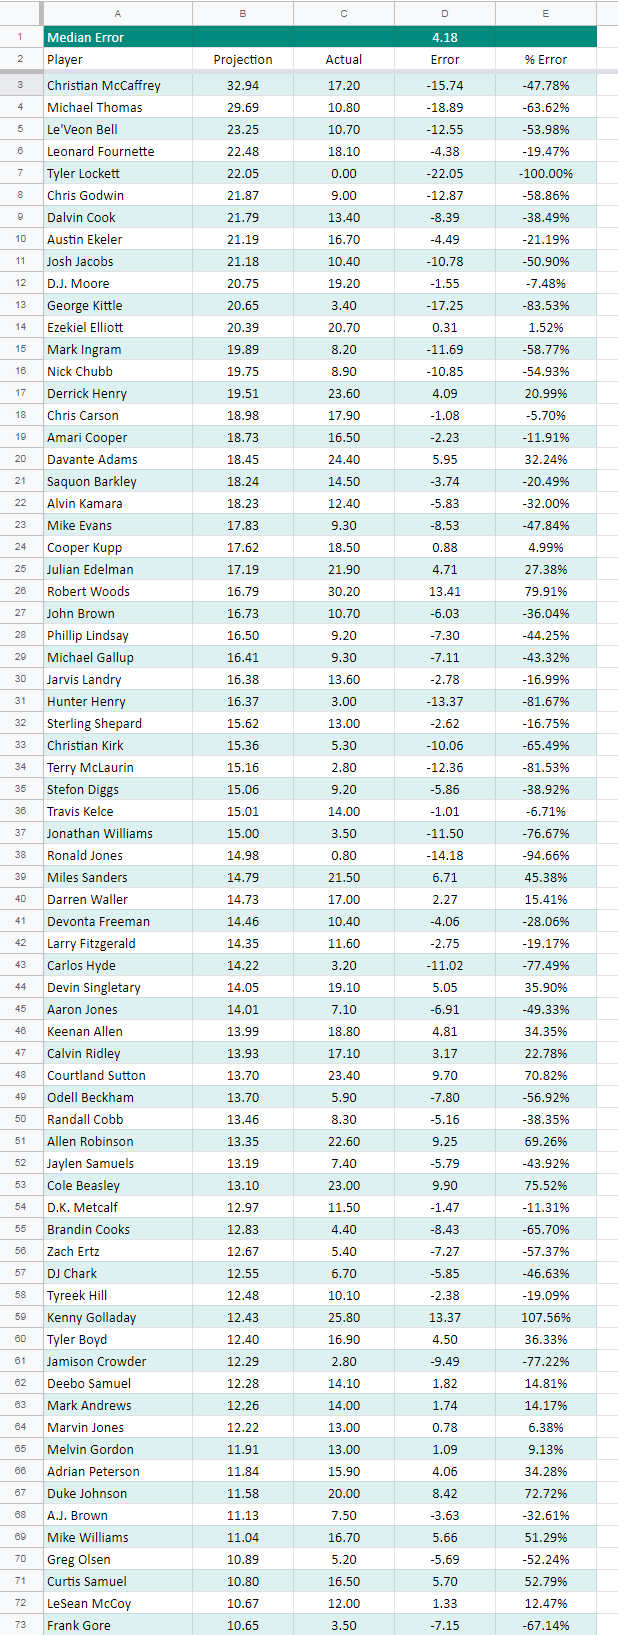 A B C D E
1 Median Error 4.18
2 Player Projection Actual Error % Error
3 Christian McCaffrey 32.94 17.20 -15.74 -47.78%
4 Michael Thomas 29.69 10.80 -18.89 -63.62%
5 Le'Veon Bell 23.25 10.70 -12.55 -53.98%
6 Leonard Fournette 22.48 18.10 -4.38 -19.47%
7 Tyler Lockett 22.05 0.00 -22.05 -100.00%
8 Chris Godwin 21.87 9.00 -12.87 -58.86%
9 Dalvin Cook 21.79 13.40 -8.39 -38.49%
10 Austin Ekeler 21.19 16.70 -4.49 -21.19%
11 Josh Jacobs 21.18 10.40 -10.78 -50.90%
12 D.J. Moore 20.75 19.20 -1.55 -7.48%
13 George Kittle 20.65 3.40 -17.25 -83.53%
14 Ezekiel Elliott 20.39 20.70 0.31 1.52%
15 Mark Ingram 19.89 8.20 -11.69 -58.77%
16 Nick Chubb 19.75 8.90 -10.85 -54.93%
17 Derrick Henry 19.51 23.60 4.09 20.99%
18 Chris Carson 18.98 17.90 -1.08 -5.70%
19 Amari Cooper 18.73 16.50 -2.23 -11.91%
20 Davante Adams 18.45 24.40 5.95 32.24%
21 Saquon Barkley 18.24 14.50 -3.74 -20.49%
22 Alvin Kamara 18.23 12.40 -5.83 -32.00%
23 Mike Evans 17.83 9.30 -8.53 -47.84%
24 Cooper Kupp 17.62 18.50 0.88 4.99%
25 Julian Edelman 17.19 21.90 4.71 27.38%
26 Robert Woods 16.79 30.20 13.41 79.91%
27 John Brown 16.73 10.70 -6.03 -36.04%
28 Phillip Lindsay 16.50 9.20 -7.30 -44.25%
29 Michael Gallup 16.41 9.30 -7.11 -43.32%
30 Jarvis Landry 16.38 13.60 -2.78 -16.99%
31 Hunter Henry 16.37 3.00 -13.37 -81.67%
32 Sterling Shepard 15.62 13.00 -2.62 -16.75%
33 Christian Kirk 15.36 5.30 -10.06 -65.49%
34 Terry McLaurin 15.16 2.80 -12.36 -81.53%
35 Stefon Diggs 15.06 9.20 -5.86 -38.92%
36 Travis Kelce 15.01 14.00 -1.01 -6.71%
37 Jonathan Williams 15.00 3.50 -11.50 -76.67%
38 Ronald Jones 14.98 0.80 -14.18 -94.66%
39 Miles Sanders 14.79 21.50 6.71 45.38%
40 Darren Waller 14.73 17.00 2.27 15.41%
41 Devonta Freeman 14.46 10.40 -4.06 -28.06%
42 Larry Fitzgerald 14.35 11.60 -2.75 -19.17%
43 Carlos Hyde 14.22 3.20 -11.02 -77.49%
44 Devin Singletary 14.05 19.10 5.05 35.90%
45 Aaron Jones 14.01 7.10 -6.91 -49.33%
46 Keenan Allen 13.99 18.80 4.81 34.35%
47 Calvin Ridley 13.93 17.10 3.17 22.78%
48 Courtland Sutton 13.70 23.40 9.70 70.82%
49 Odell Beckham 13.70 5.90 -7.80 -56.92%
50 Randall Cobb 13.46 8.30 -5.16 -38.35%
51 Allen Robinson 13.35 22.60 9.25 69.26%
52 Jaylen Samuels 13.19 7.40 -5.79 -43.92%
53 Cole Beasley 13.10 23.00 9.90 75.52%
54 D.K. Metcalf 12.97 11.50 -1.47 -11.31%
55 Brandin Cooks 12.83 4.40 -8.43 -65.70%
56 Zach Ertz 12.67 5.40 -7.27 -57.37%
57 DJ Chark 12.55 6.70 -5.85 -46.63%
58 Tyreek Hill 12.48 10.10 -2.38 -19.09%
59 Kenny Golladay 12.43 25.80 13.37 107.56%
60 Tyler Boyd 12.40 16.90 4.50 36.33%
61 Jamison Crowder 12.29 2.80 -9.49 -77.22%
62 Deebo Samuel 12.28 14.10 1.82 14.81%
63 Mark Andrews 12.26 14.00 1.74 14.17%
64 Marvin Jones 12.22 13.00 0.78 6.38%
65 Melvin Gordon 11.91 13.00 1.09 9.13%
66 Adrian Peterson 11.84 15.90 4.06 34.28%
67 Duke Johnson 11.58 20.00 8.42 72.72%
68 A.J. Brown 11.13 7.50 -3.63 -32.61%
69 Mike Williams 11.04 16.70 5.66 51.29%
70 Greg Olsen 10.89 5.20 -5.69 -52.24%
71 Curtis Samuel 10.80 16.50 5.70 52.79%
72 LeSean McCoy 10.67 12.00 1.33 12.47%
73 Frank Gore 10.65 3.50 -7.15 -67.14%